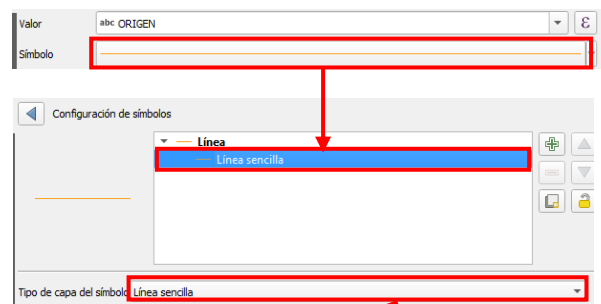 Valor abc ORIGEN ε
Símbolo
Configuración de símbolos
Línea
Línea sencilla
Tipo de capa del símbolo Línea sencilla